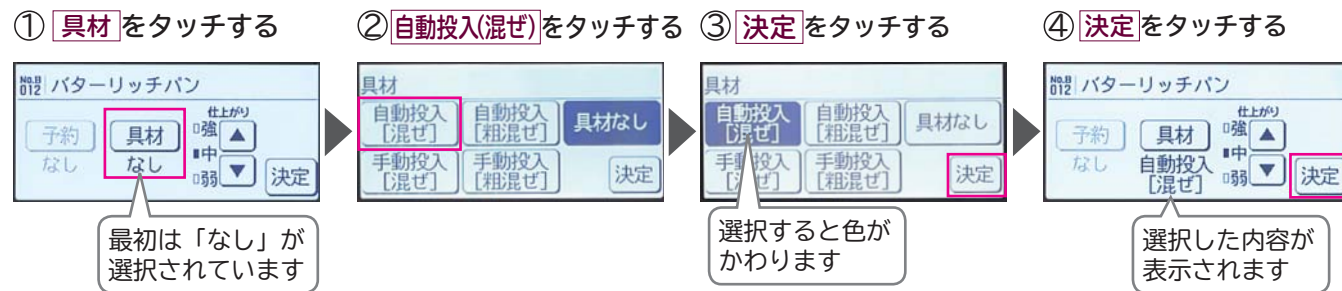 ① 具材 をタッチする
No.B 012 バターリッチパン
予約
なし
具材
なし
仕上がり
強 ▲
中
弱 ▼
決定
最初は「なし」が
選択されています
② 自動投入(混ぜ) をタッチする
具材
自動投入
[混ぜ]
自動投入
[粗混ぜ]
具材なし
手動投入
[混ぜ]
手動投入
[粗混ぜ]
決定
③ 決定 をタッチする
具材
自動投入
[混ぜ]
自動投入
[粗混ぜ]
具材なし
手動投入
ぜ]
手動投入
[粗混ぜ]
決定
選択すると色が
かわります
④ 決定 をタッチする
No.B 012 バターリッチパン
予約
なし
具材
自動投入
[混ぜ]
仕上がり
強 ▲
中
弱 ▼
決定
選択した内容が
表示されます